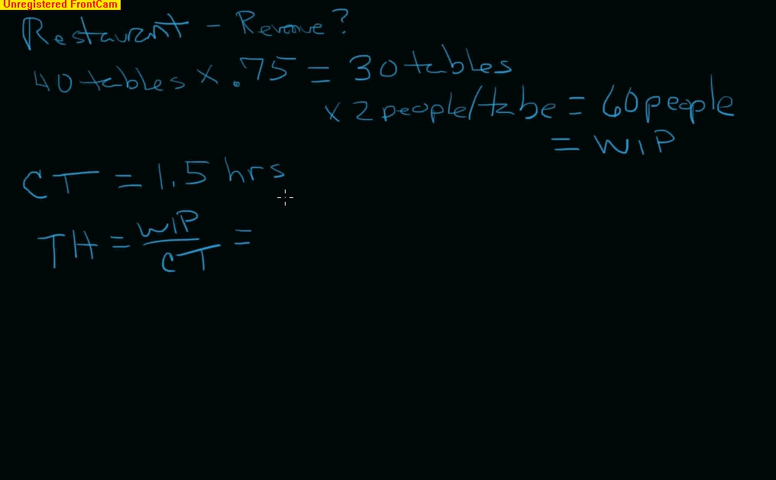 Unregistered FrontCam
Restaurant - Revenue?
40 tables x .75 = 30 tables
x 2 people/table = 60 people
= WIP
CT = 1.5 hrs
TH = WIP/CT =